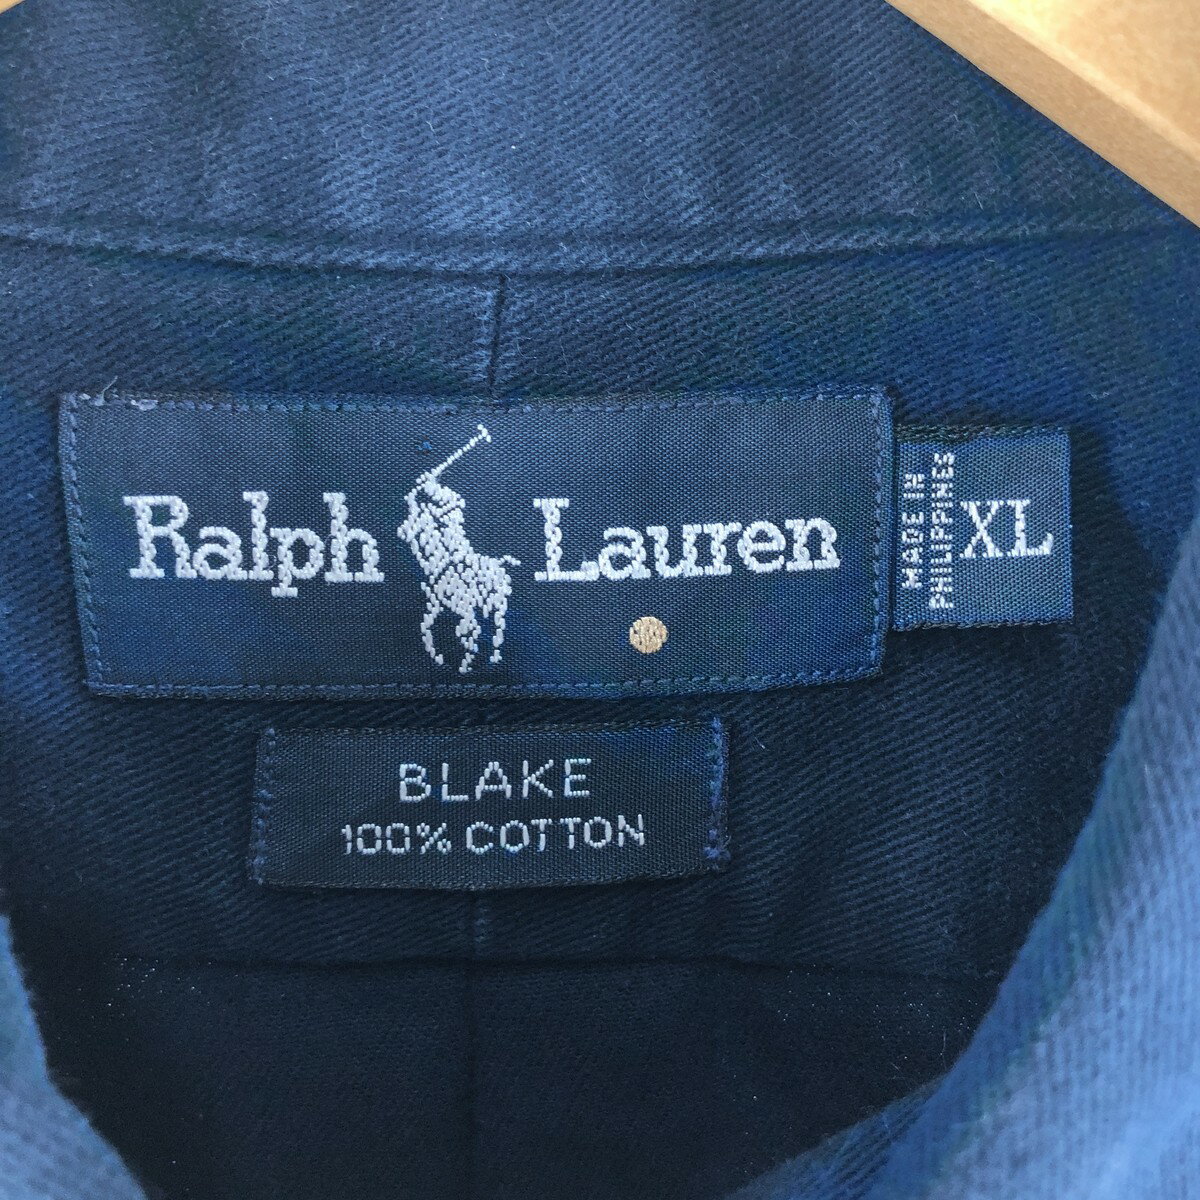 Ralph Lauren
MADE IN
PHILIPPINES
XL
BLAKE
100% COTTON